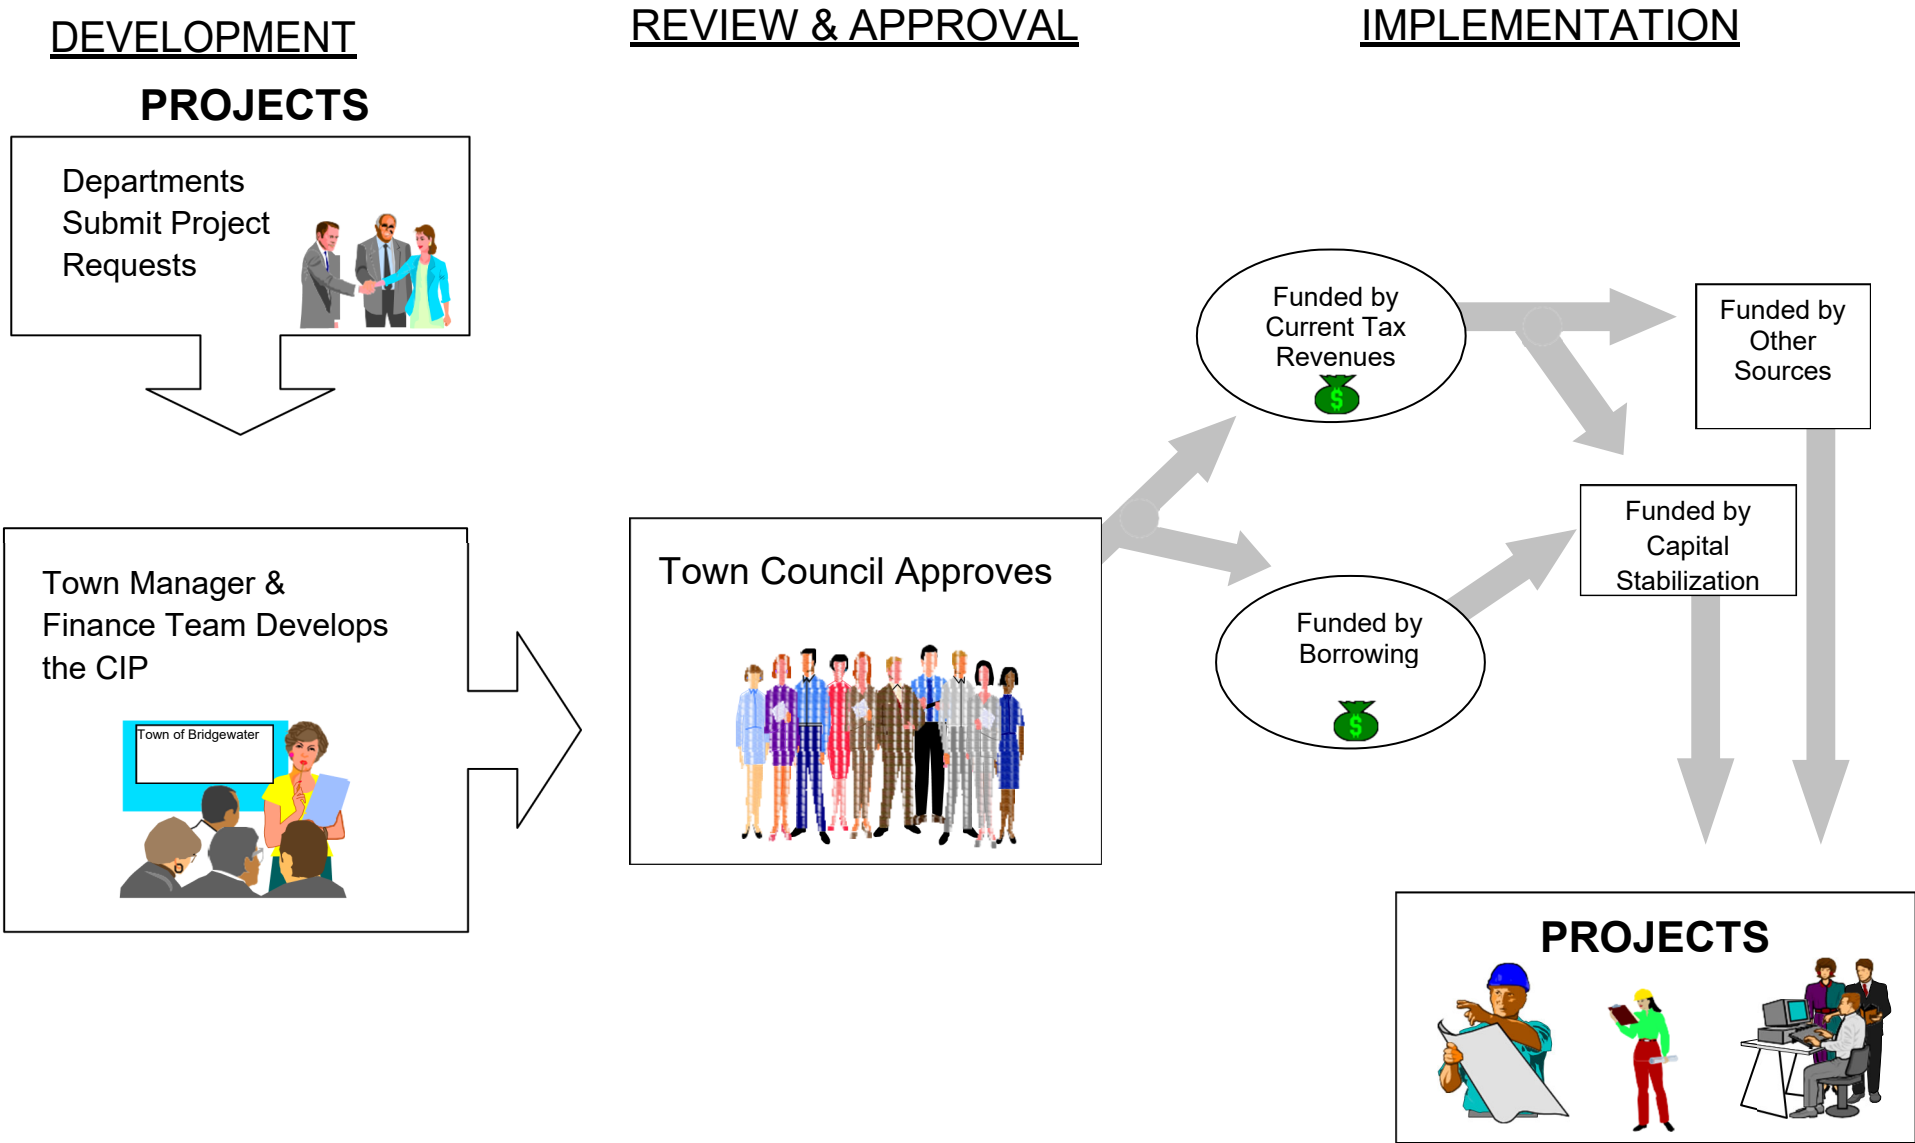 DEVELOPMENT
REVIEW & APPROVAL
IMPLEMENTATION
PROJECTS
Departments
Submit Project
Requests
Town Manager &
Finance Team Develops
the CIP
Town of Bridgewater
Town Council Approves
Funded by
Current Tax
Revenues
$
Funded by
Borrowing
$
Funded by
Other
Sources
Funded by
Capital
Stabilization
PROJECTS